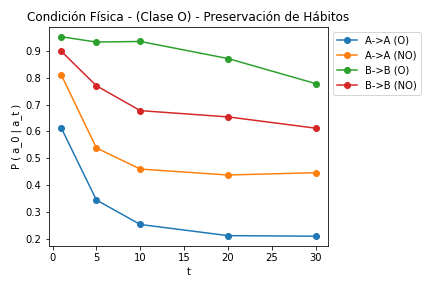 Condición Física - (Clase O) - Preservación de Hábitos
P ( a_0 | a_t )
0.9
0.8
0.7
0.6
0.5
0.4
0.3
0.2
0 5 10 15 20 25 30
t
A->A (O)
A->A (NO)
B->B (O)
B->B (NO)